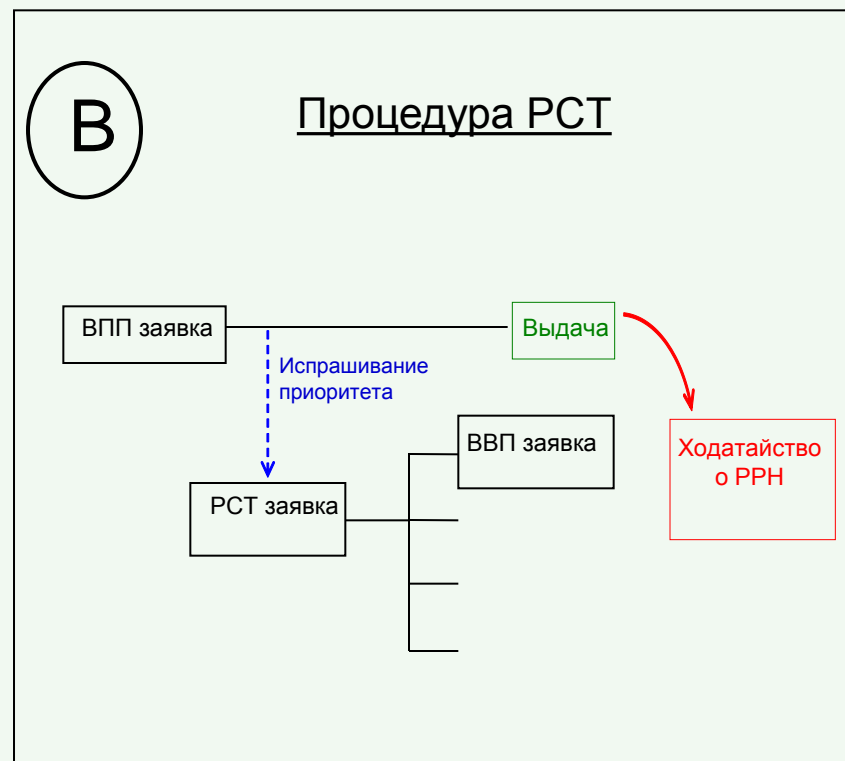 В
Процедура РСТ
ВПП заявка
Выдача
Испрашивание
приоритета
ВВП заявка
Ходатайство
о РРН
РСТ заявка